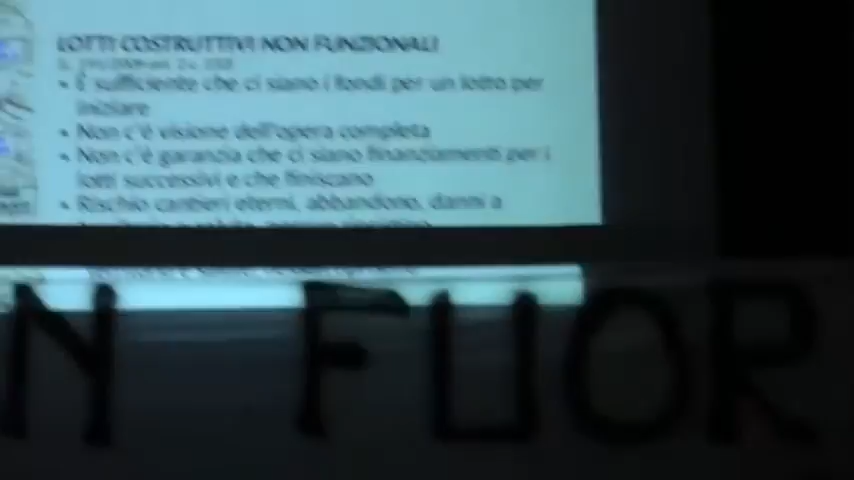 LOTTI COSTRUTTIVI NON FUNZIONALI
• È sufficiente che ci siano i fondi per un lotto per
iniziare
• Non c'è visione dell'opera completa
• Non c'è garanzia che ci siano finanziamenti per i
lotti successivi e che finiscano
• Rischio cantieri eterni, abbandono, danni a
N FUOR